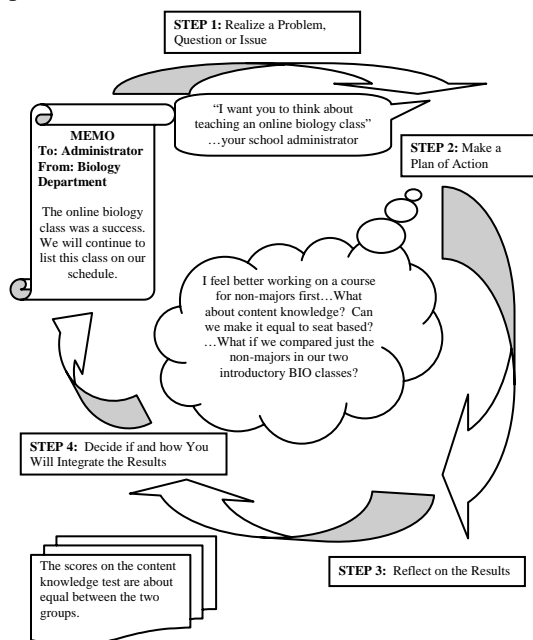 STEP 1: Realize a Problem,
Question or Issue
"I want you to think about
teaching an online biology class"
…your school administrator
STEP 2: Make a
Plan of Action
I feel better working on a course
for non-majors first…What
about content knowledge?  Can
we make it equal to seat based?
…What if we compared just the
non-majors in our two
introductory BIO classes?
STEP 3:  Reflect on the Results
The scores on the content
knowledge test are about
equal between the two
groups.
STEP 4:  Decide if and how You
Will Integrate the Results
MEMO
To: Administrator
From: Biology
Department
The online biology
class was a success.
We will continue to
list this class on our
schedule.